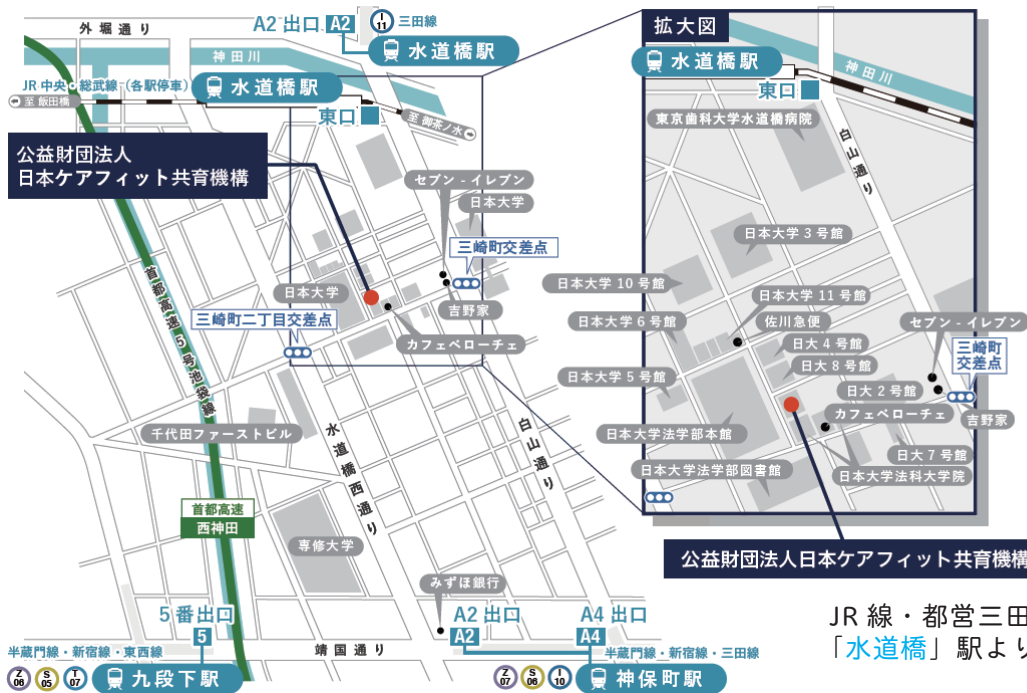 外堀通り
A2 出口 A2
I 11 三田線
水道橋駅
神田川
JR 中央・総武線（各駅停車）
水道橋駅
至 飯田橋
東口
至 御茶ノ水
公益財団法人
日本ケアフィット共育機構
セブン - イレブン
日本大学
三崎町交差点
日本大学
吉野家
三崎町二丁目交差点
カフェベローチェ
首都高速5号池袋線
千代田ファーストビル
水道橋西通り
白山通り
首都高速
西神田
専修大学
みずほ銀行
5 番出口
5
A2 出口
A2
A4 出口
A4
半蔵門線・新宿線・東西線
靖国通り
半蔵門線・新宿線・三田線
Z 06 S 05 T 07 九段下駅
Z 07 S 06 I 10 神保町駅
拡大図
水道橋駅
神田川
東口
東京歯科大学水道橋病院
白山通り
日本大学 3 号館
日本大学 10 号館
日本大学 11 号館
日本大学 6 号館
佐川急便
セブン - イレブン
日大 4 号館
三崎町
交差点
日大 8 号館
日本大学 5 号館
日大 2 号館
カフェベローチェ
吉野家
日本大学法学部本館
日大 7 号館
日本大学法学部図書館
日本大学法科大学院
公益財団法人日本ケアフィット共育機構
JR 線・都営三田
「水道橋」駅より